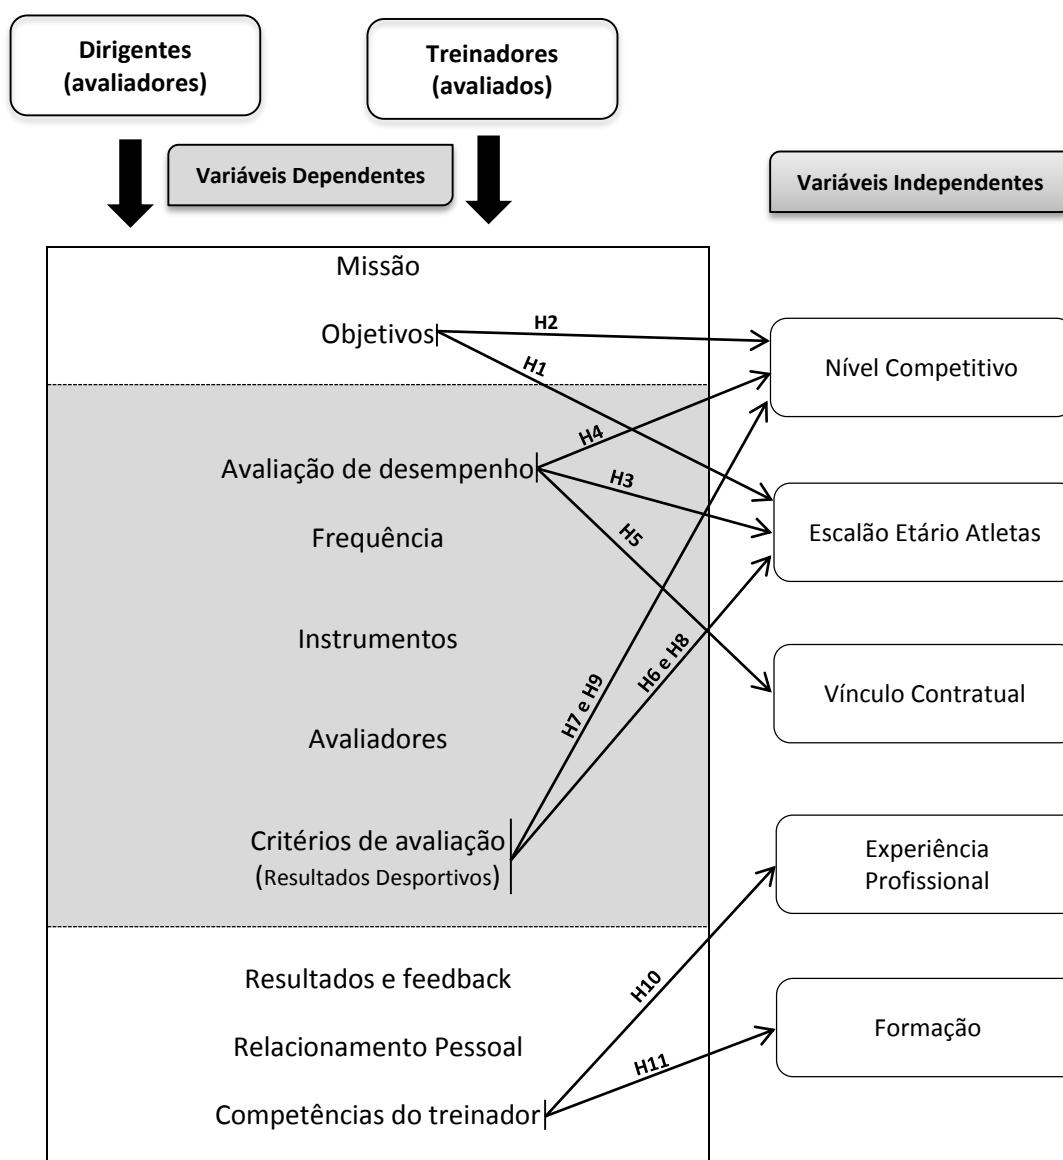 Dirigentes
(avaliadores)
Treinadores
(avaliados)
Variáveis Dependentes
Variáveis Independentes
Missão
Objetivos
H2
H1
Nível Competitivo
H4
Avaliação de desempenho
H3
Escalão Etário Atletas
Frequência
H5
Instrumentos
H6 e H8
H7 e H9
Vínculo Contratual
Avaliadores
Critérios de avaliação
(Resultados Desportivos)
Experiência
Profissional
Resultados e feedback
H10
Formação
Relacionamento Pessoal
H11
Competências do treinador